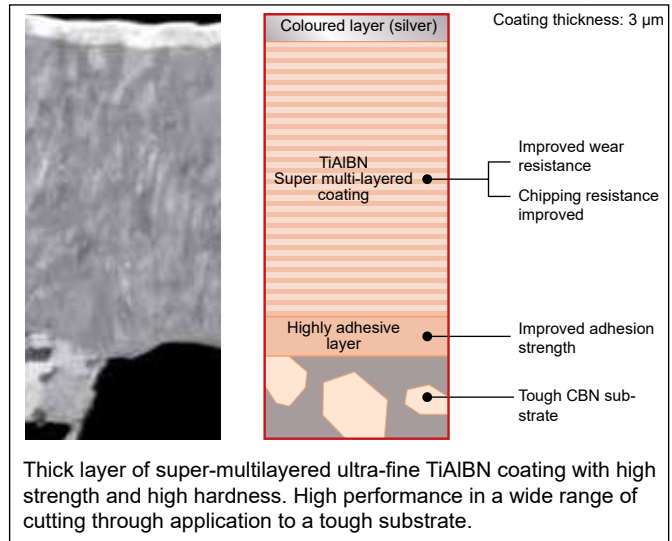 Coating thickness: 3 µm
Coloured layer (silver)
TiAlBN
Super multi-layered
coating
Improved wear
resistance
Chipping resistance
improved
Highly adhesive
layer
Improved adhesion
strength
Tough CBN sub-
strate
Thick layer of super-multilayered ultra-fine TiAlBN coating with high
strength and high hardness. High performance in a wide range of
cutting through application to a tough substrate.